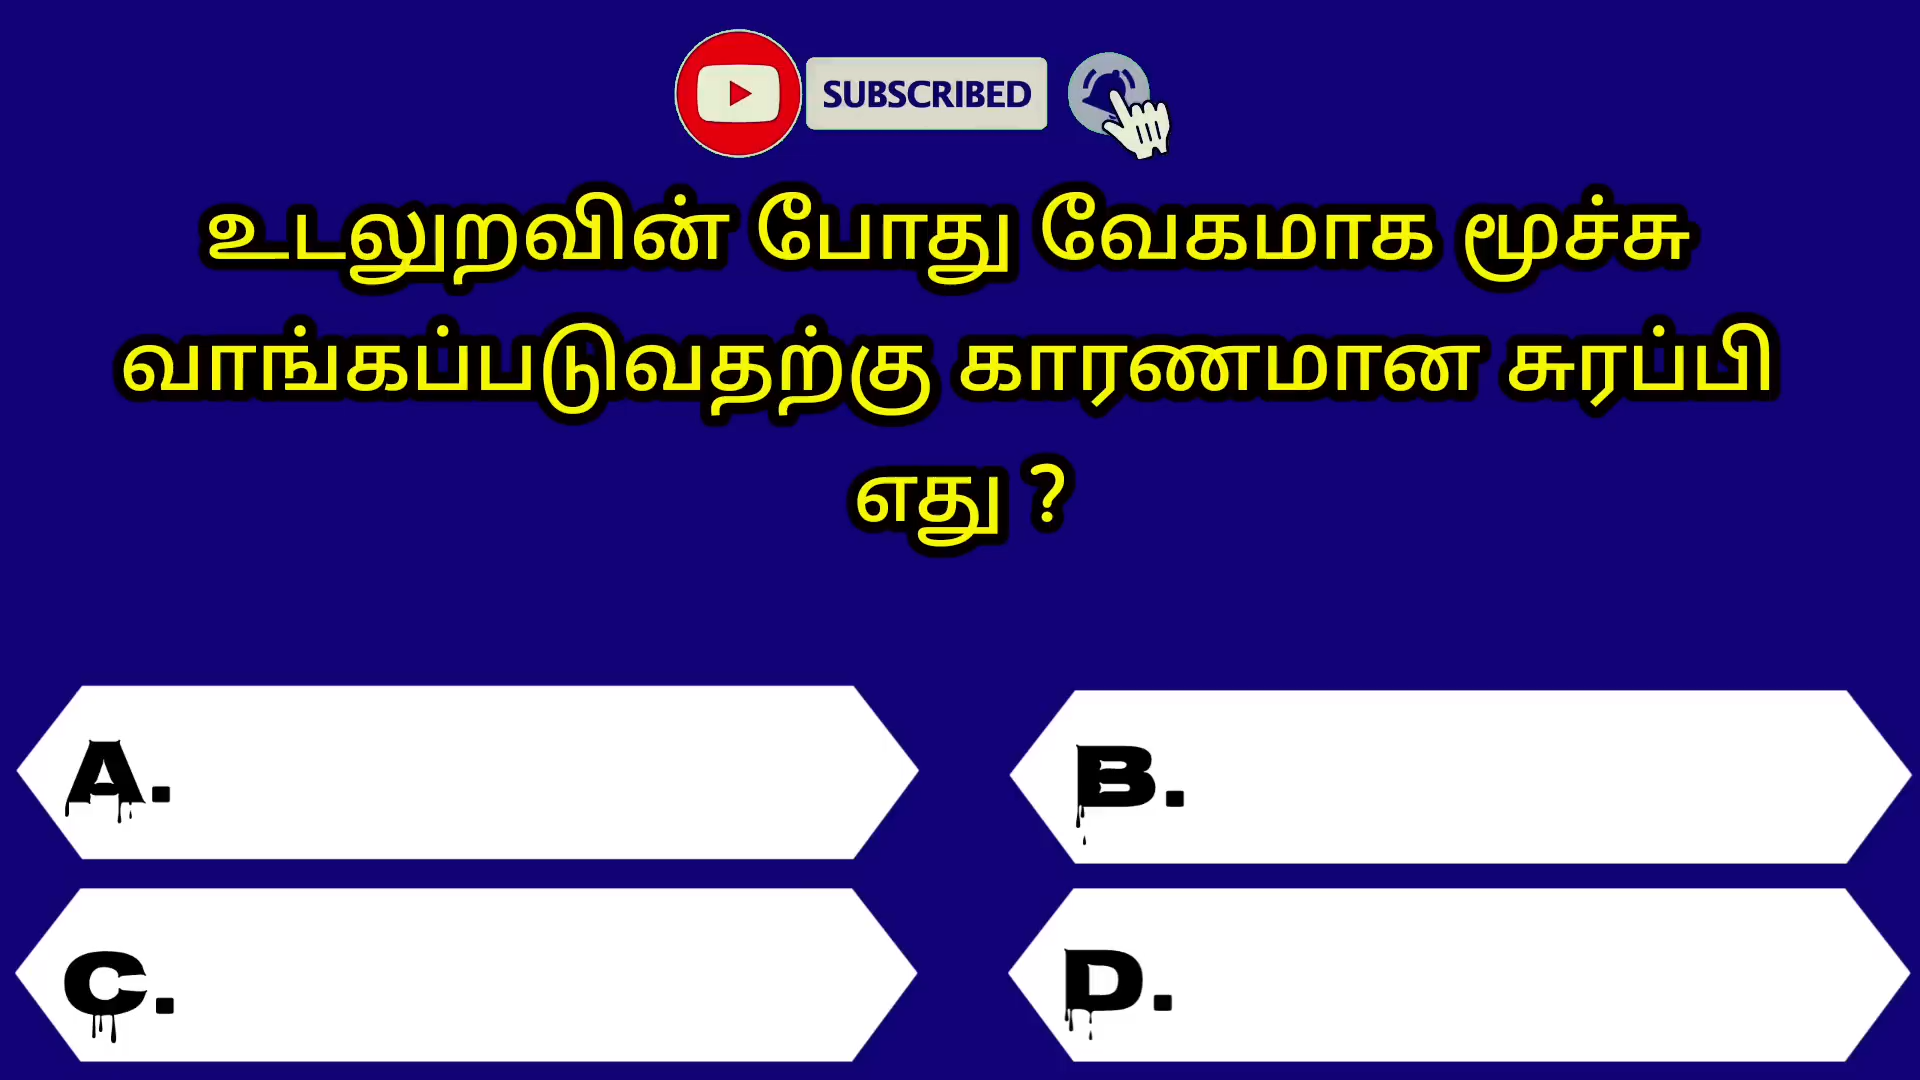 SUBSCRIBED
உடலுறவின் போது வேகமாக மூச்சு
வாங்கப்படுவதற்கு காரணமான சுரப்பி
எது ?
A.
B.
C.
D.